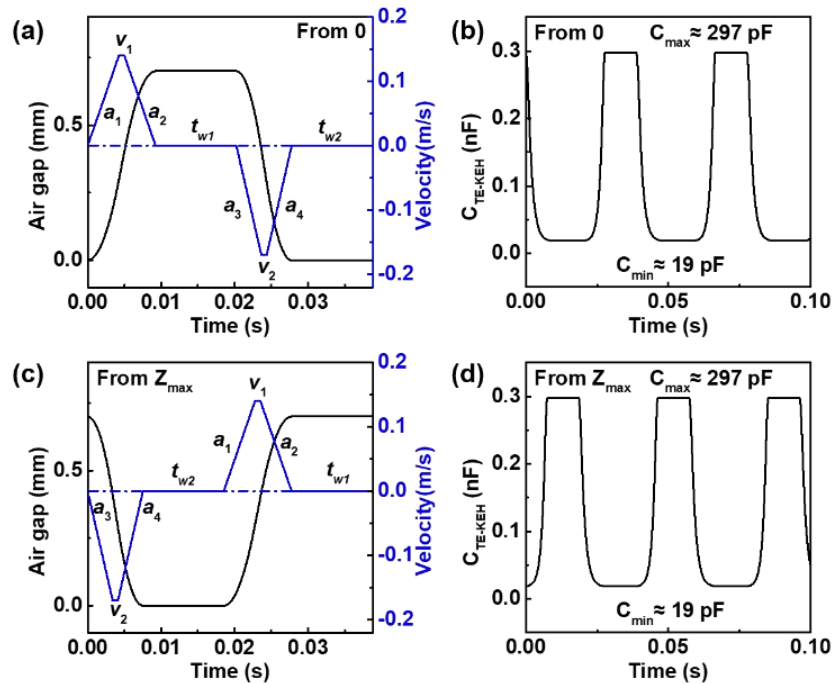 (a)
From 0
v1
a1
a2
tw1
tw2
a3
a4
v2
0.5
0.0
Air gap (mm)
0.2
0.1
0.0
-0.1
-0.2
Velocity(m/s)
0.00 0.01 0.02 0.03
Time (s)
(b)
From 0 Cmax≈ 297 pF
0.3
0.2
0.1
0.0
CTE-KEH (nF)
Cmin≈ 19 pF
0.00 0.05 0.10
Time (s)
(c)
From Zmax
v1
a1
a2
tw2
tw1
a3
a4
v2
0.5
0.0
Air gap (mm)
0.2
0.1
0.0
-0.1
-0.2
Velocity(m/s)
0.00 0.01 0.02 0.03
Time (s)
(d)
From Zmax Cmax≈ 297 pF
0.3
0.2
0.1
0.0
CTE-KEH (nF)
Cmin≈ 19 pF
0.00 0.05 0.10
Time (s)